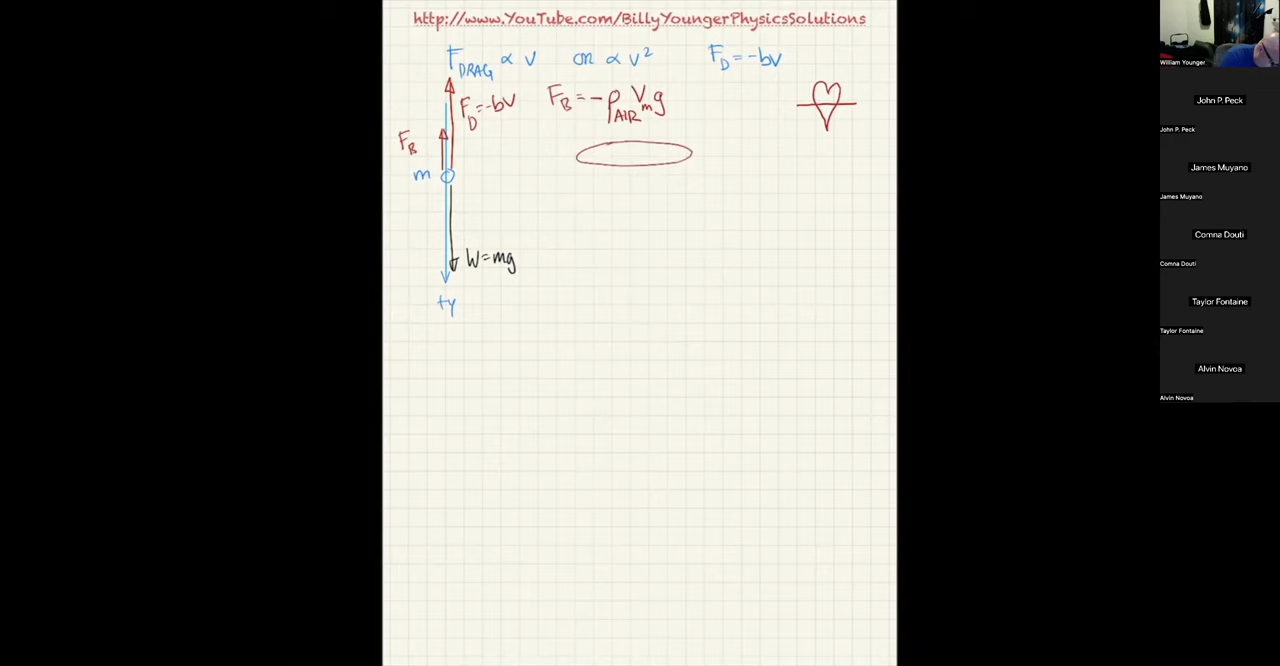 http://www.YouTube.com/BillyYoungerPhysicsSolutions
F_DRAG ∝ v or ∝ v² F_D = -bv
F_D = -bv F_B = -ρ_AIR V_m g
F_B
m
W = mg
+y
William Younger
John P. Peck
John P. Peck
James Muyano
James Muyano
Comna Douti
Comna Douti
Taylor Fontaine
Taylor Fontaine
Alvin Novoa
Alvin Novoa